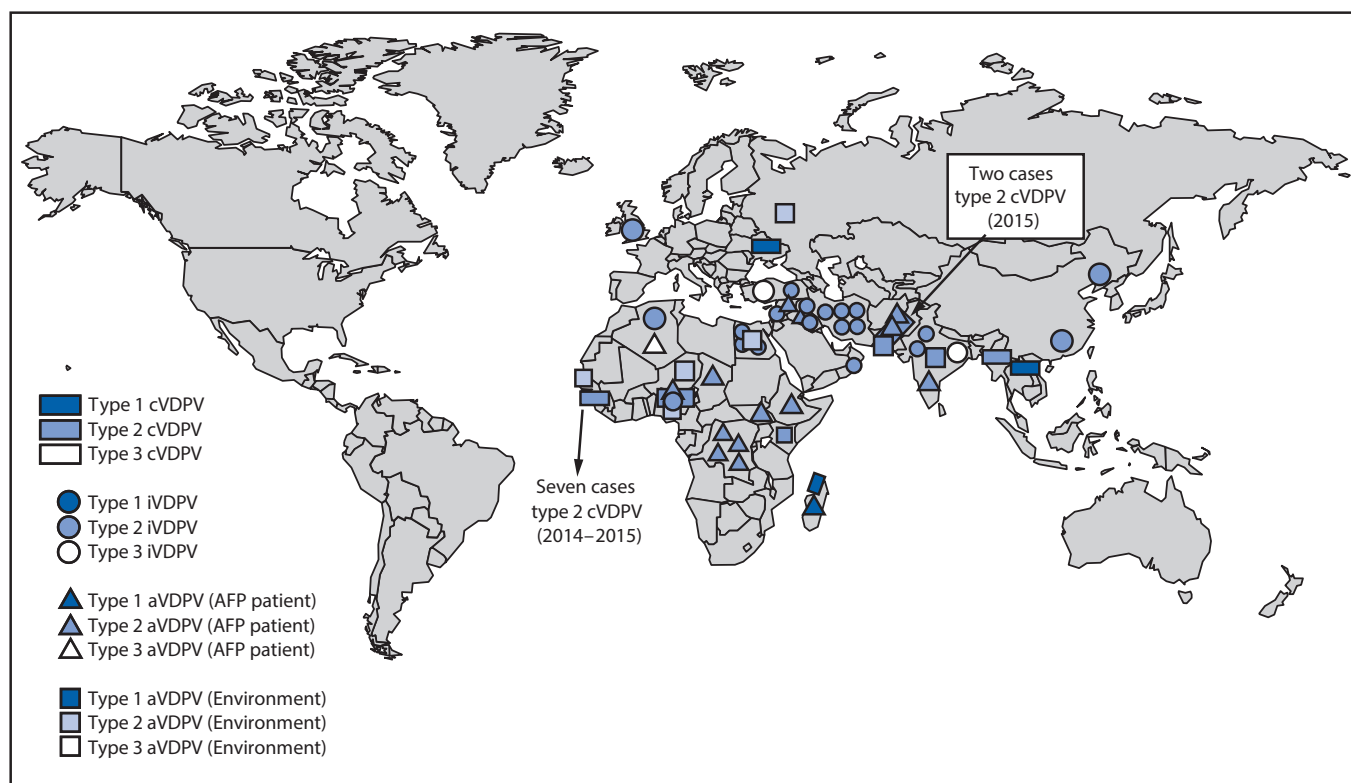 Two cases
type 2 cVDPV
(2015)
Type 1 cVDPV
Type 2 cVDPV
Type 3 cVDPV
Seven cases
type 2 cVDPV
(2014–2015)
Type 1 iVDPV
Type 2 iVDPV
Type 3 iVDPV
Type 1 aVDPV (AFP patient)
Type 2 aVDPV (AFP patient)
Type 3 aVDPV (AFP patient)
Type 1 aVDPV (Environment)
Type 2 aVDPV (Environment)
Type 3 aVDPV (Environment)